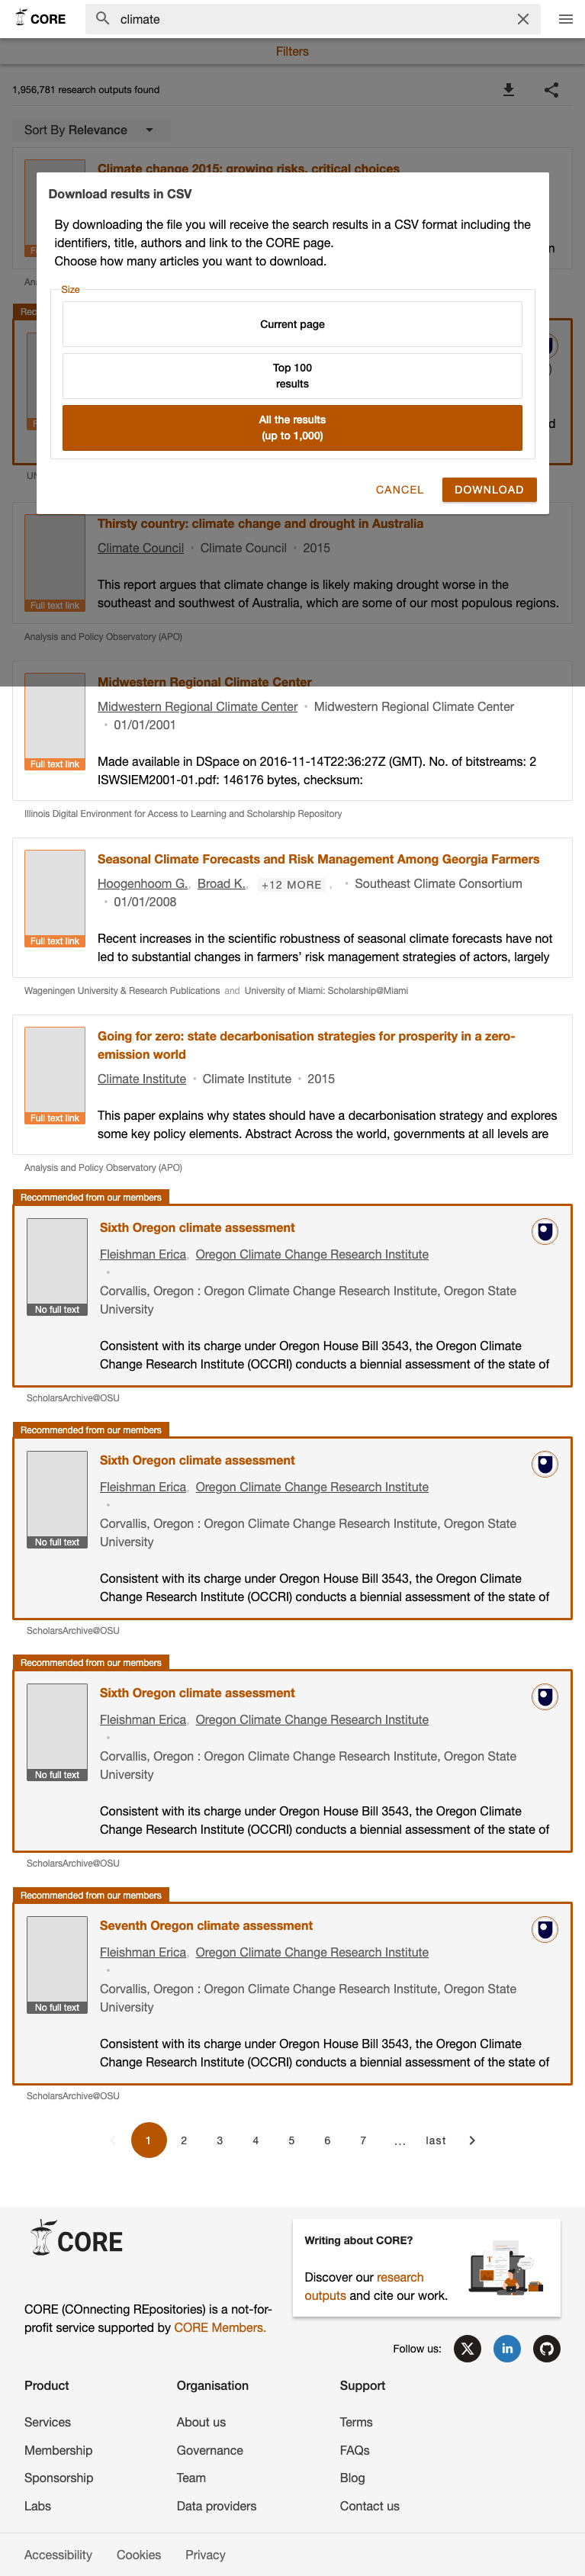 CORE
climate
Filters
1,956,781 research outputs found
Sort By Relevance
Climate change 2015: growing risks, critical choices
Download results in CSV
By downloading the file you will receive the search results in a CSV format including the
identifiers, title, authors and link to the CORE page.
Choose how many articles you want to download.
Size
Current page
Top 100
results
All the results
(up to 1,000)
CANCEL
DOWNLOAD
Thirsty country: climate change and drought in Australia
Climate Council • Climate Council • 2015
This report argues that climate change is likely making drought worse in the
southeast and southwest of Australia, which are some of our most populous regions.
Full text link
Analysis and Policy Observatory (APO)
Midwestern Regional Climate Center
Midwestern Regional Climate Center • Midwestern Regional Climate Center
• 01/01/2001
Made available in DSpace on 2016-11-14T22:36:27Z (GMT). No. of bitstreams: 2
ISWSIEM2001-01.pdf: 146176 bytes, checksum:
Full text link
Illinois Digital Environment for Access to Learning and Scholarship Repository
Seasonal Climate Forecasts and Risk Management Among Georgia Farmers
Hoogenhoom G., Broad K., +12 MORE , • Southeast Climate Consortium
• 01/01/2008
Recent increases in the scientific robustness of seasonal climate forecasts have not
led to substantial changes in farmers’ risk management strategies of actors, largely
Full text link
Wageningen University & Research Publications and University of Miami: Scholarship@Miami
Going for zero: state decarbonisation strategies for prosperity in a zero-
emission world
Climate Institute • Climate Institute • 2015
This paper explains why states should have a decarbonisation strategy and explores
some key policy elements. Abstract Across the world, governments at all levels are
Full text link
Analysis and Policy Observatory (APO)
Recommended from our members
Sixth Oregon climate assessment
Fleishman Erica, Oregon Climate Change Research Institute
•
Corvallis, Oregon : Oregon Climate Change Research Institute, Oregon State
University
No full text
Consistent with its charge under Oregon House Bill 3543, the Oregon Climate
Change Research Institute (OCCRI) conducts a biennial assessment of the state of
ScholarsArchive@OSU
Recommended from our members
Sixth Oregon climate assessment
Fleishman Erica, Oregon Climate Change Research Institute
•
Corvallis, Oregon : Oregon Climate Change Research Institute, Oregon State
University
No full text
Consistent with its charge under Oregon House Bill 3543, the Oregon Climate
Change Research Institute (OCCRI) conducts a biennial assessment of the state of
ScholarsArchive@OSU
Recommended from our members
Sixth Oregon climate assessment
Fleishman Erica, Oregon Climate Change Research Institute
•
Corvallis, Oregon : Oregon Climate Change Research Institute, Oregon State
University
No full text
Consistent with its charge under Oregon House Bill 3543, the Oregon Climate
Change Research Institute (OCCRI) conducts a biennial assessment of the state of
ScholarsArchive@OSU
Recommended from our members
Seventh Oregon climate assessment
Fleishman Erica, Oregon Climate Change Research Institute
•
Corvallis, Oregon : Oregon Climate Change Research Institute, Oregon State
University
No full text
Consistent with its charge under Oregon House Bill 3543, the Oregon Climate
Change Research Institute (OCCRI) conducts a biennial assessment of the state of
ScholarsArchive@OSU
1 2 3 4 5 6 7 ... last
CORE
CORE (COnnecting REpositories) is a not-for-
profit service supported by CORE Members.
Writing about CORE?
Discover our research
outputs and cite our work.
Follow us:
Product
Services
Membership
Sponsorship
Labs
Organisation
About us
Governance
Team
Data providers
Support
Terms
FAQs
Blog
Contact us
Accessibility Cookies Privacy